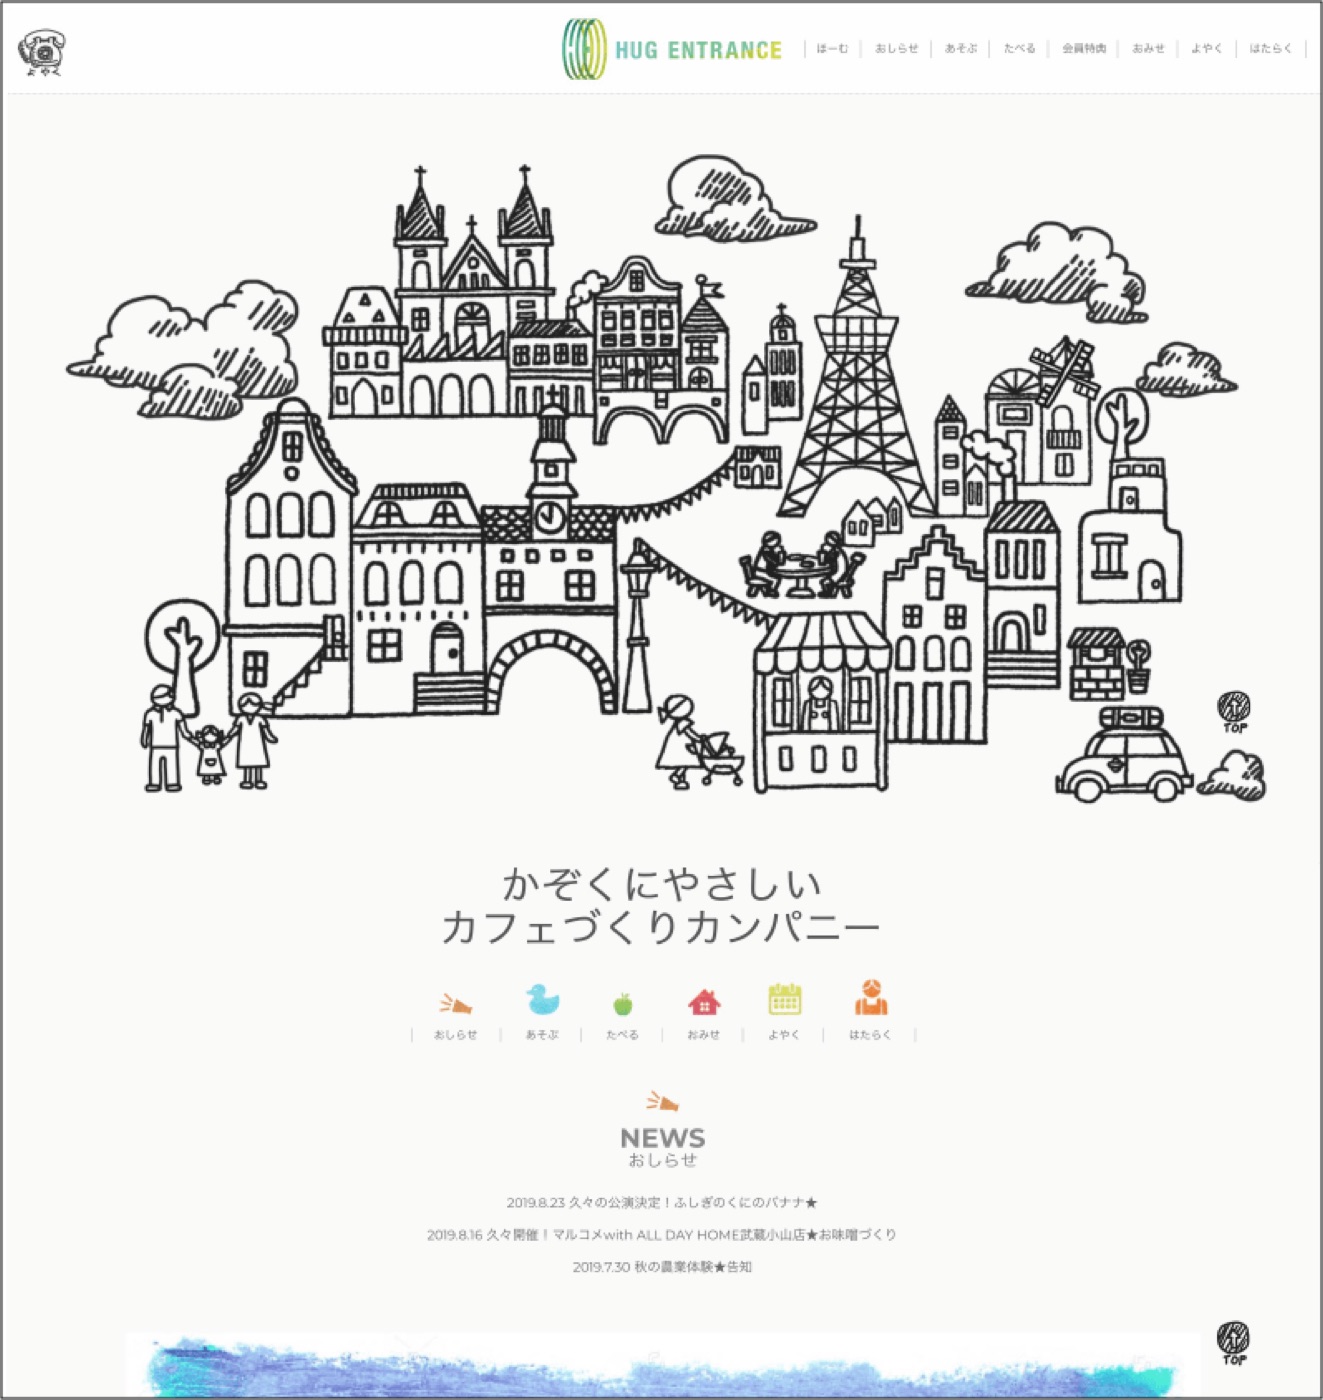 よやく
HUG ENTRANCE
ほーむ
おしらせ
あそぶ
たべる
会員特典
おみせ
よやく
はたらく
TOP
かぞくにやさしい
カフェづくりカンパニー
おしらせ
あそぶ
たべる
おみせ
よやく
はたらく
NEWS
おしらせ
2019.8.23 久々の公演決定！ふしぎのくにのバナナ★
2019.8.16 久々開催！マルコメwith ALL DAY HOME武蔵小山店★お味噌づくり
2019.7.30 秋の農業体験★告知
TOP